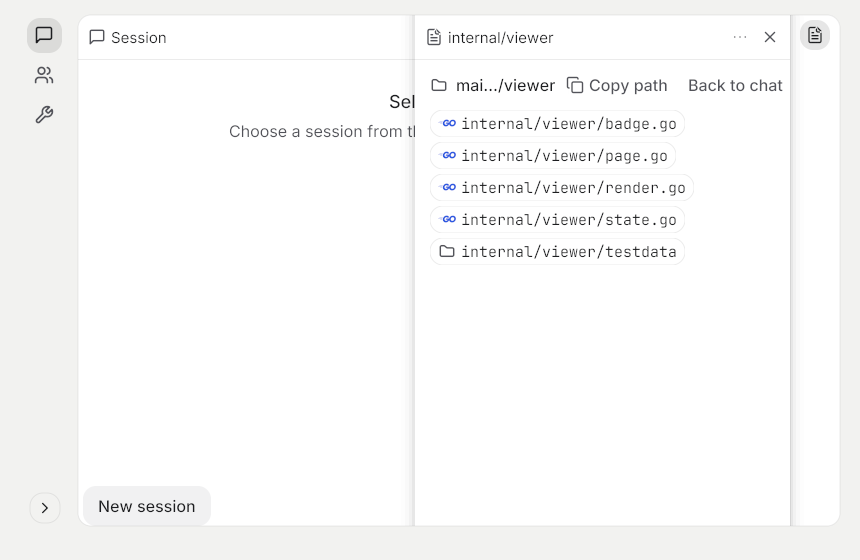 Session
Sel
Choose a session from th
New session
internal/viewer
mai.../viewer Copy path Back to chat
GO internal/viewer/badge.go
GO internal/viewer/page.go
GO internal/viewer/render.go
GO internal/viewer/state.go
internal/viewer/testdata